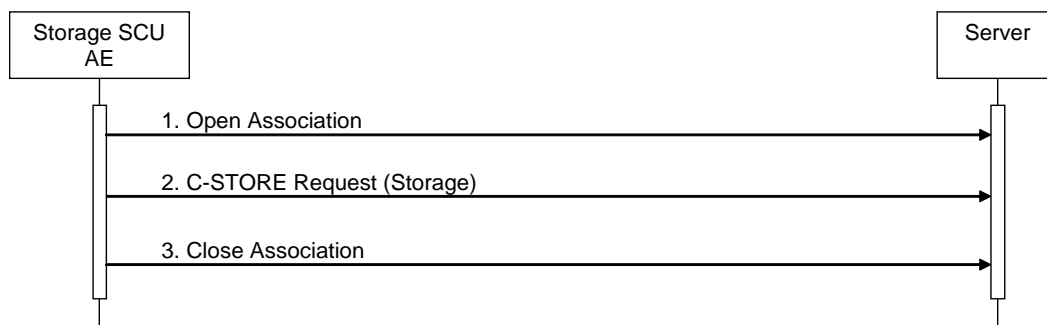 Storage SCU
AE
Server
1. Open Association
2. C-STORE Request (Storage)
3. Close Association